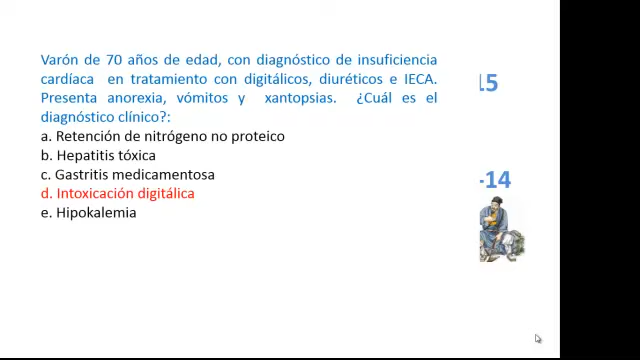 Varón de 70 años de edad, con diagnóstico de insuficiencia
cardíaca en tratamiento con digitálicos, diuréticos e IECA.
Presenta anorexia, vómitos y xantopsias. ¿Cuál es el
diagnóstico clínico?:
a. Retención de nitrógeno no proteico
b. Hepatitis tóxica
c. Gastritis medicamentosa
d. Intoxicación digitálica
e. Hipokalemia
15
-14